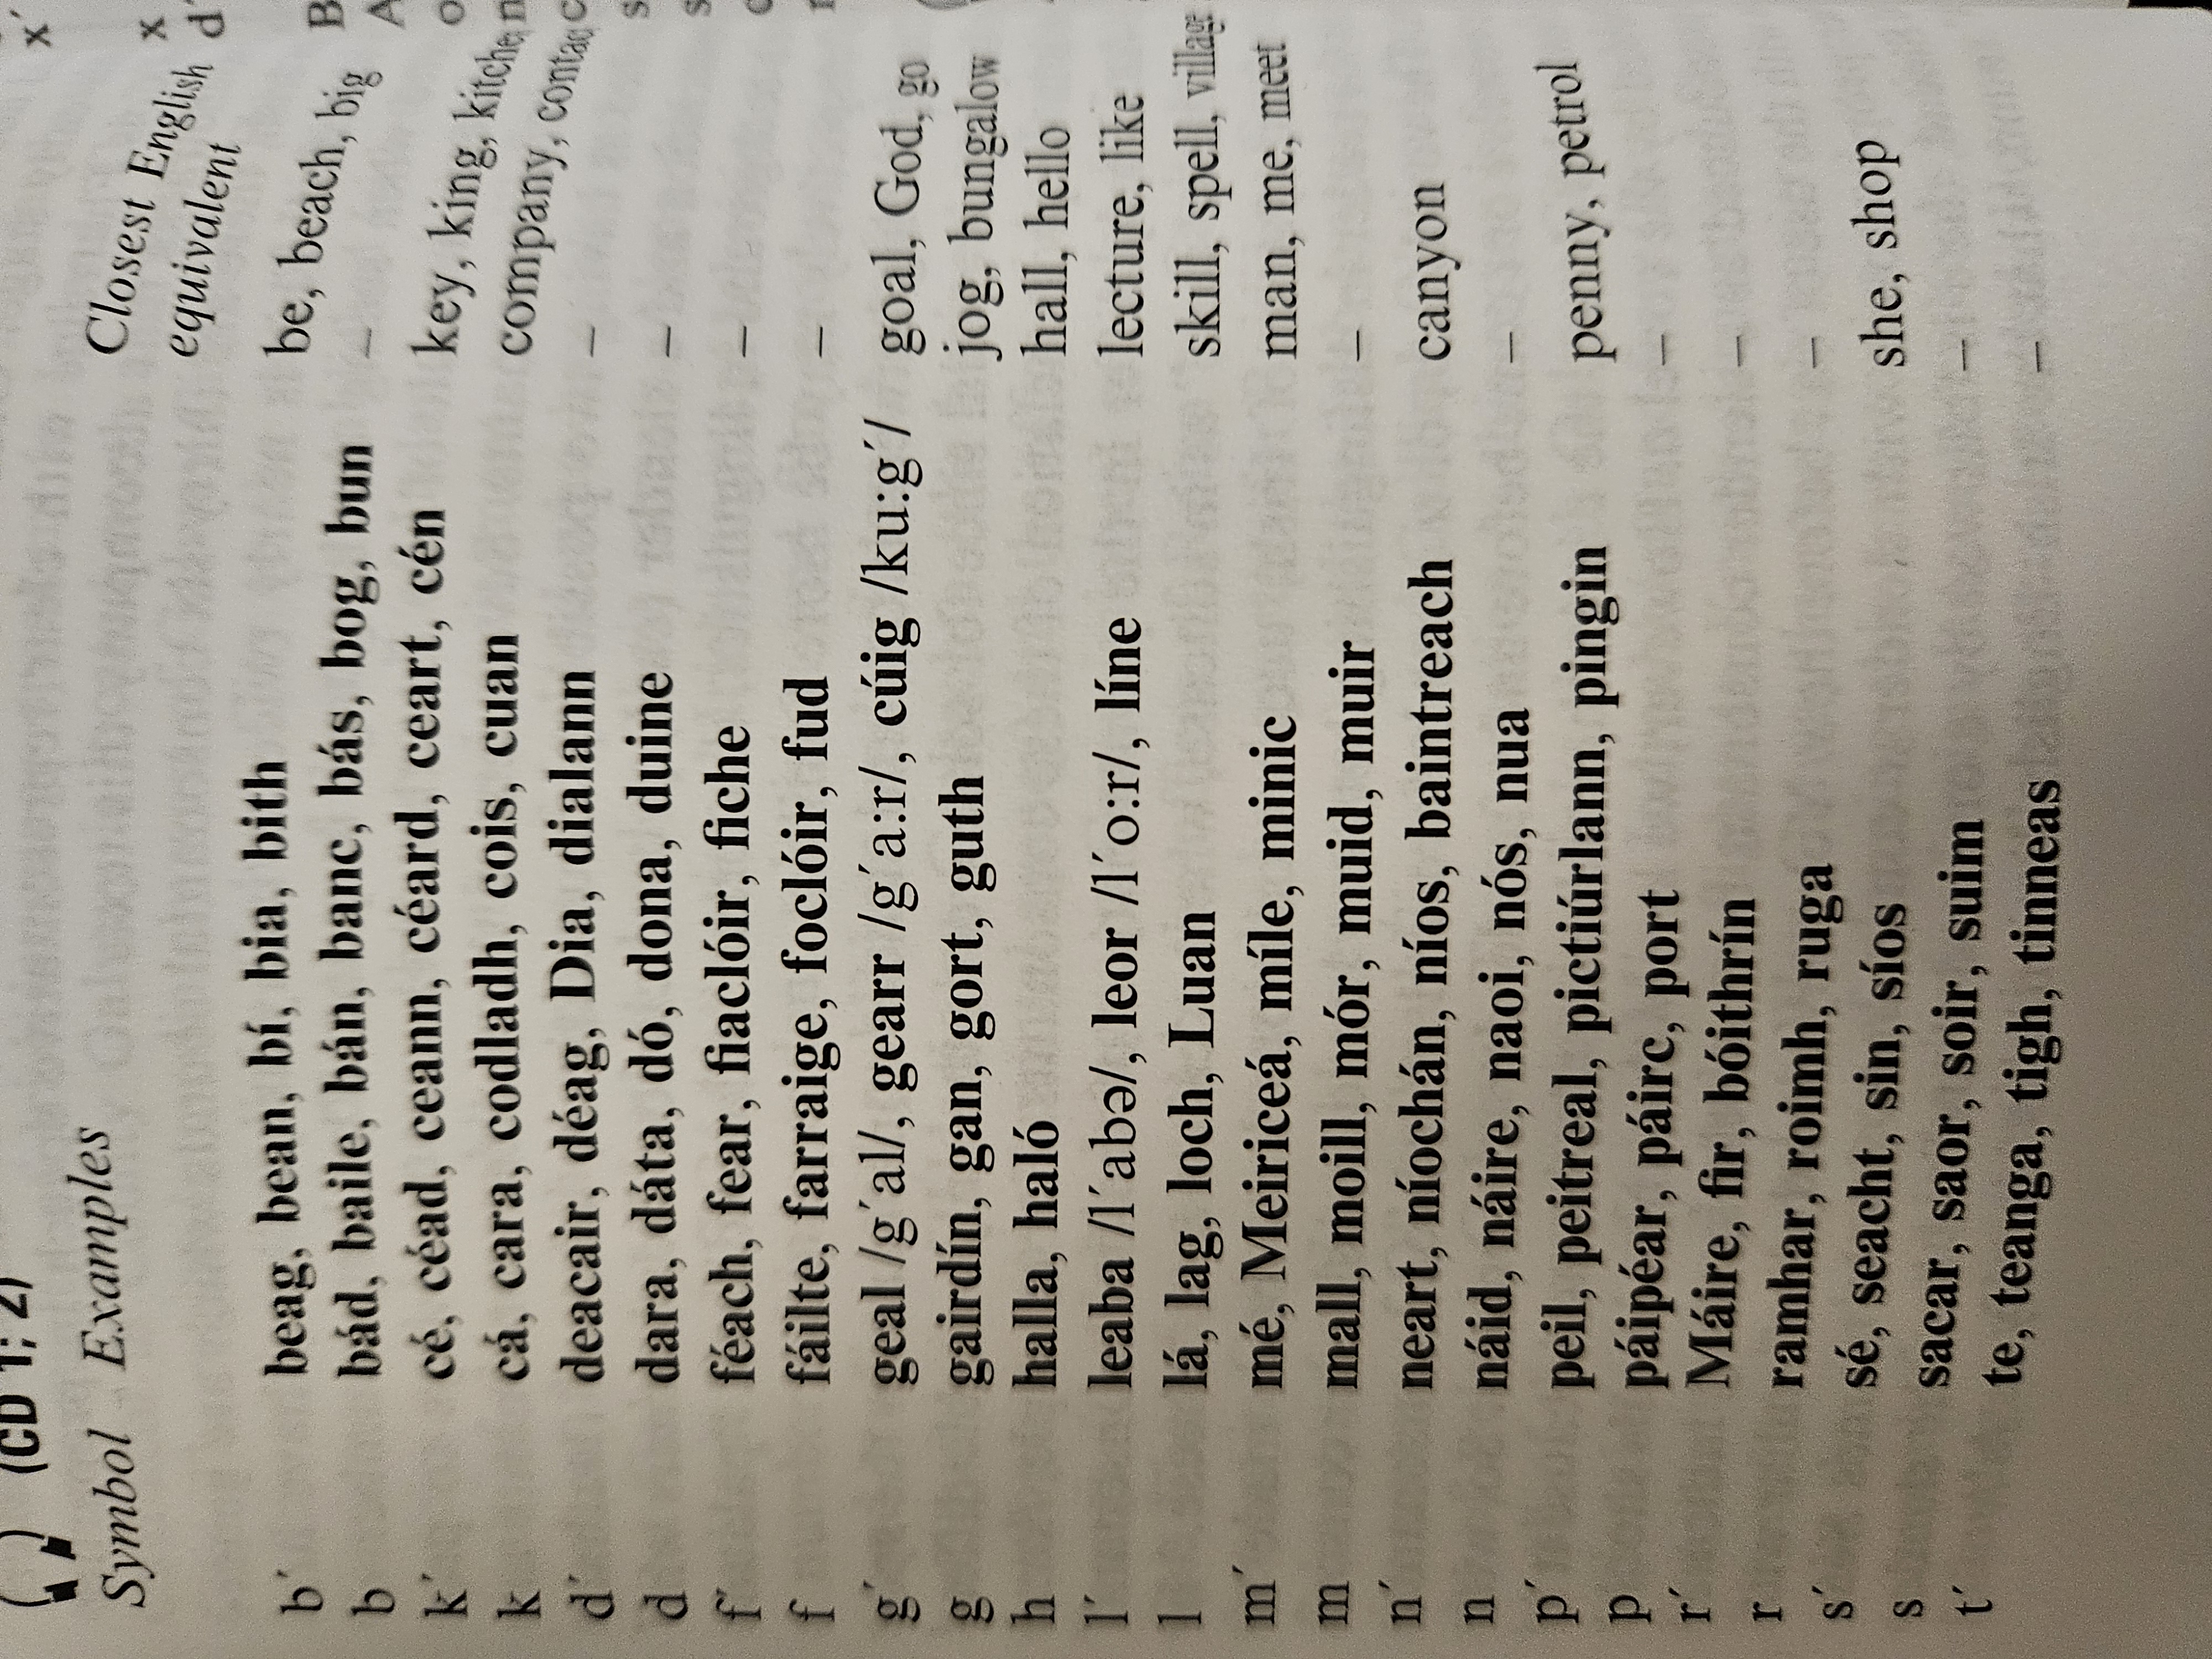 (CD 1; 2)
Symbol Examples Closest English equivalent
b´ beag, bean, bí, bia, bith be, beach, big
b bád, baile, bán, banc, bás, bog, bun –
k´ cé, céad, ceann, céard, ceart, cén key, king,
k cá, cara, codladh, cois, cuan company,
d´ deacair, déag, Dia, dialann –
d dara, dáta, dó, dona, duine –
f´ féach, fear, fiaclóir, fiche –
f fáilte, farraige, foclóir, fud –
g´ geal /g´al/, gearr /g´a:r/, cúig /ku:g´/ goal, God, go
g gairdín, gan, gort, guth jog, bungalow
h halla, haló hall, hello
l´ leaba /l´abə/, leor /l´o:r/, líne lecture, like
l lá, lag, loch, Luan skill, spell, village
m´ mé, Meiriceá, míle, minic man, me, meet
m mall, moill, mór, muid, muir –
n´ neart, níochán, níos, baintreach canyon
n náid, náire, naoi, nós, nua –
p´ peil, peitreal, pictiúrlann, pingin penny, petrol
p páipéar, páirc, port –
r´ Máire, fir, bóithrín –
r ramhar, roimh, ruga –
s´ sé, seacht, sin, síos she, shop
s sacar, saor, soir, suim –
t´ te, teanga, tigh, tinneas –
x´
x
d´